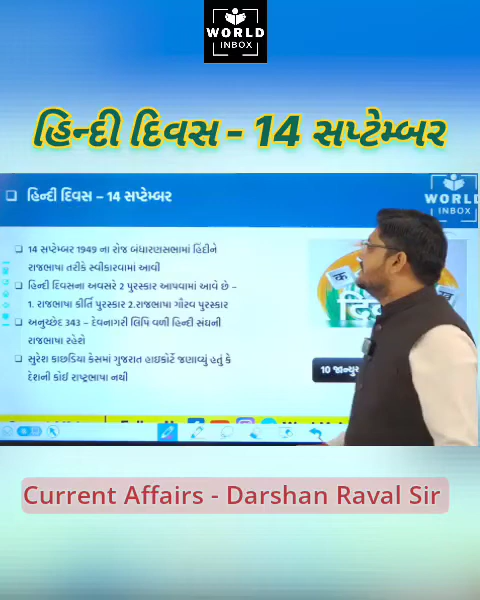 WORLD
INBOX
હિન્દી દિવસ - 14 સપ્ટેમ્બર
હિન્દી દિવસ – 14 સપ્ટેમ્બર
WORLD
INBOX
14 સપ્ટેમ્બર 1949 ના રોજ બંધારણસભામાં હિંદીને
રાજભાષા તરીકે સ્વીકારવામાં આવી
હિન્દી દિવસના અવસરે 2 પુરસ્કાર આપવામાં આવે છે –
1. રાજભાષા કીર્તિ પુરસ્કાર 2.રાજભાષા ગૌરવ પુરસ્કાર
અનુચ્છેદ 343 – દેવનાગરી લિપિ વળી હિન્દી સંઘની
રાજભાષા રહેશે
સુરેશ કાછડિયા કેસમાં ગુજરાત હાઇકોર્ટે જણાવ્યું હતું કે
દેશની કોઈ રાષ્ટ્રભાષા નથી
क
हिं
10 જાન્યુ
Current Affairs - Darshan Raval Sir